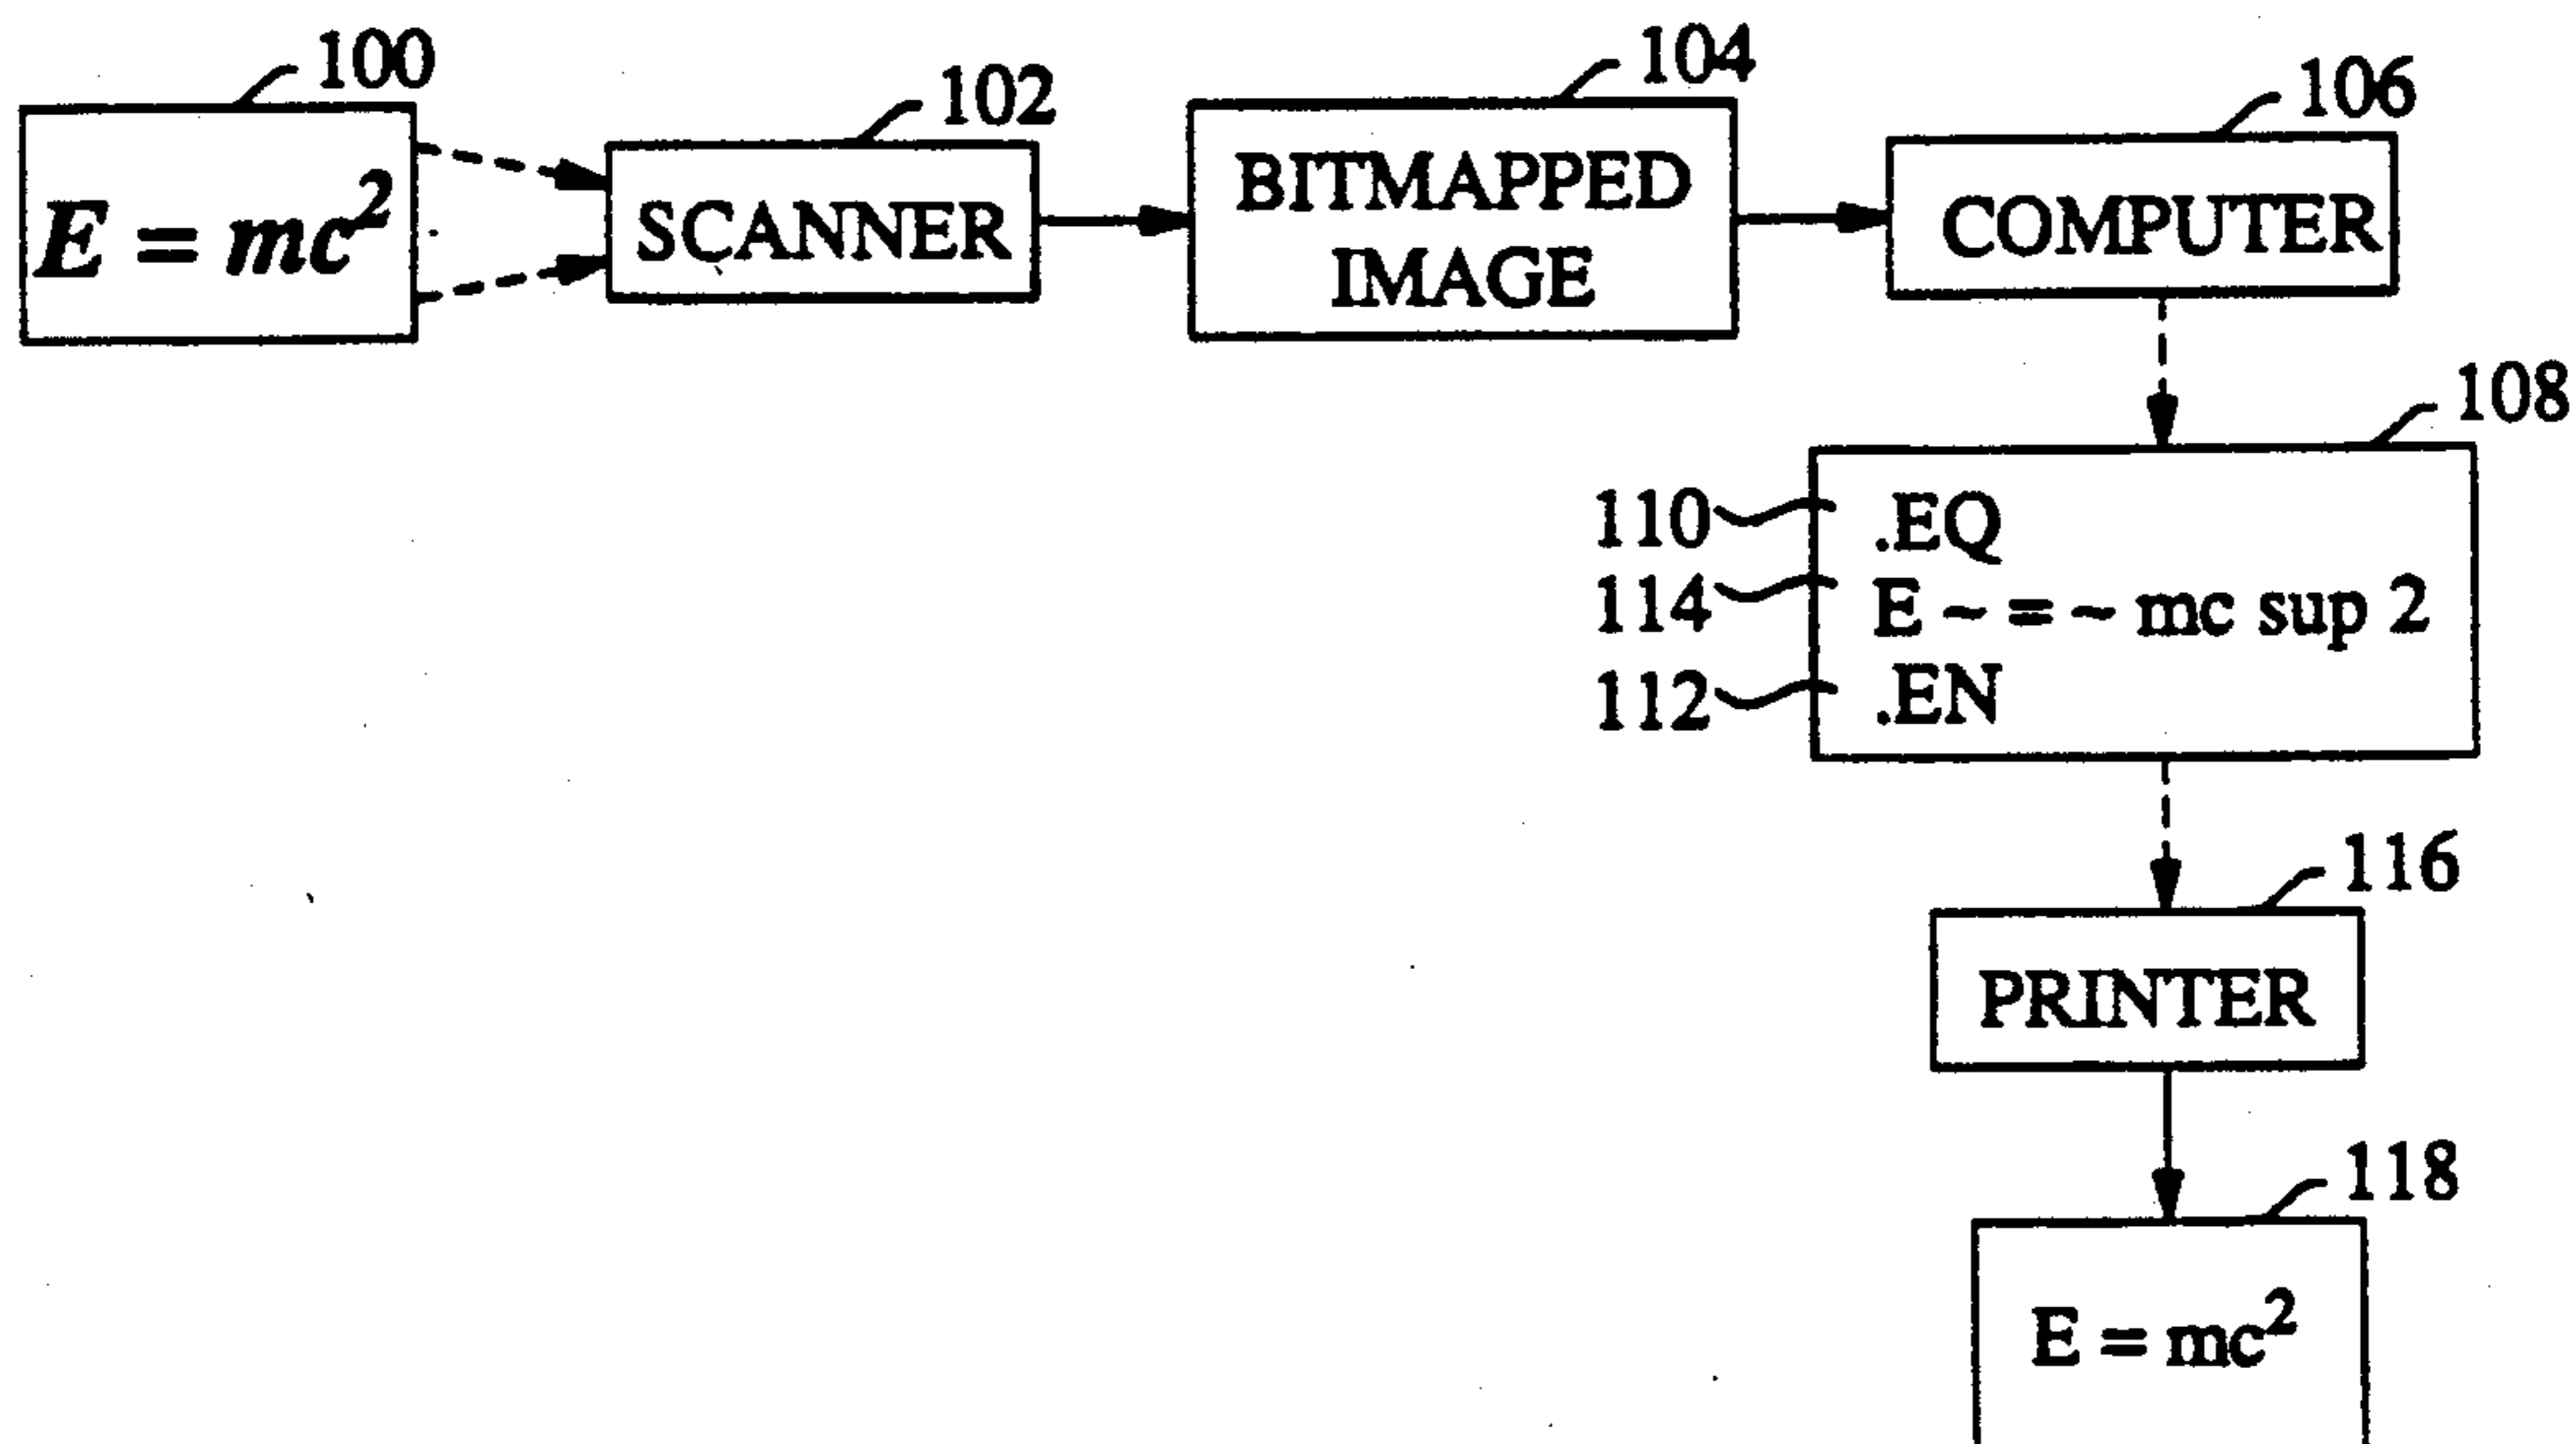 100
102
104
106
E = mc²
SCANNER
BITMAPPED
IMAGE
COMPUTER
108
110
.EQ
114
E ~ = ~ mc sup 2
112
.EN
116
PRINTER
118
E = mc²